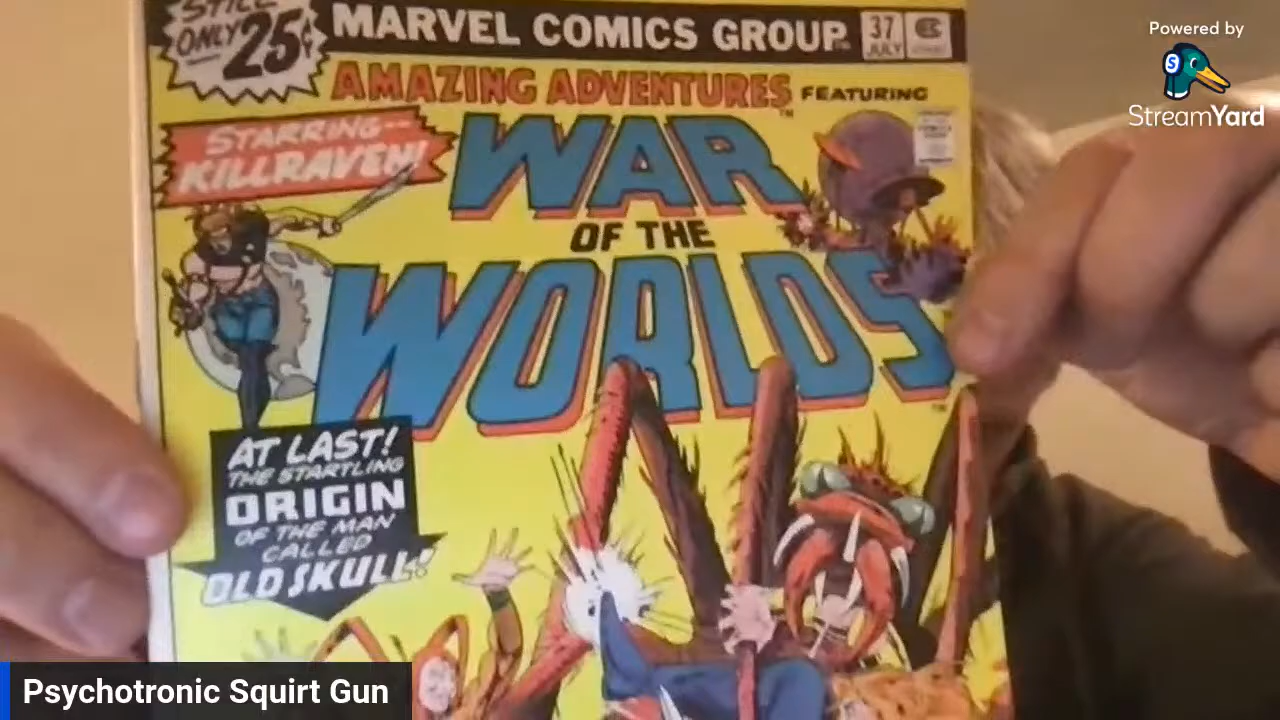 STILL
ONLY 25¢
MARVEL COMICS GROUP
37
JULY
AMAZING ADVENTURES FEATURING
STARRING--
KILLRAVEN!
WAR
OF THE
WORLDS
AT LAST!
THE STARTLING
ORIGIN
OF THE MAN
CALLED
OLD SKULL!
Powered by
StreamYard
Psychotronic Squirt Gun